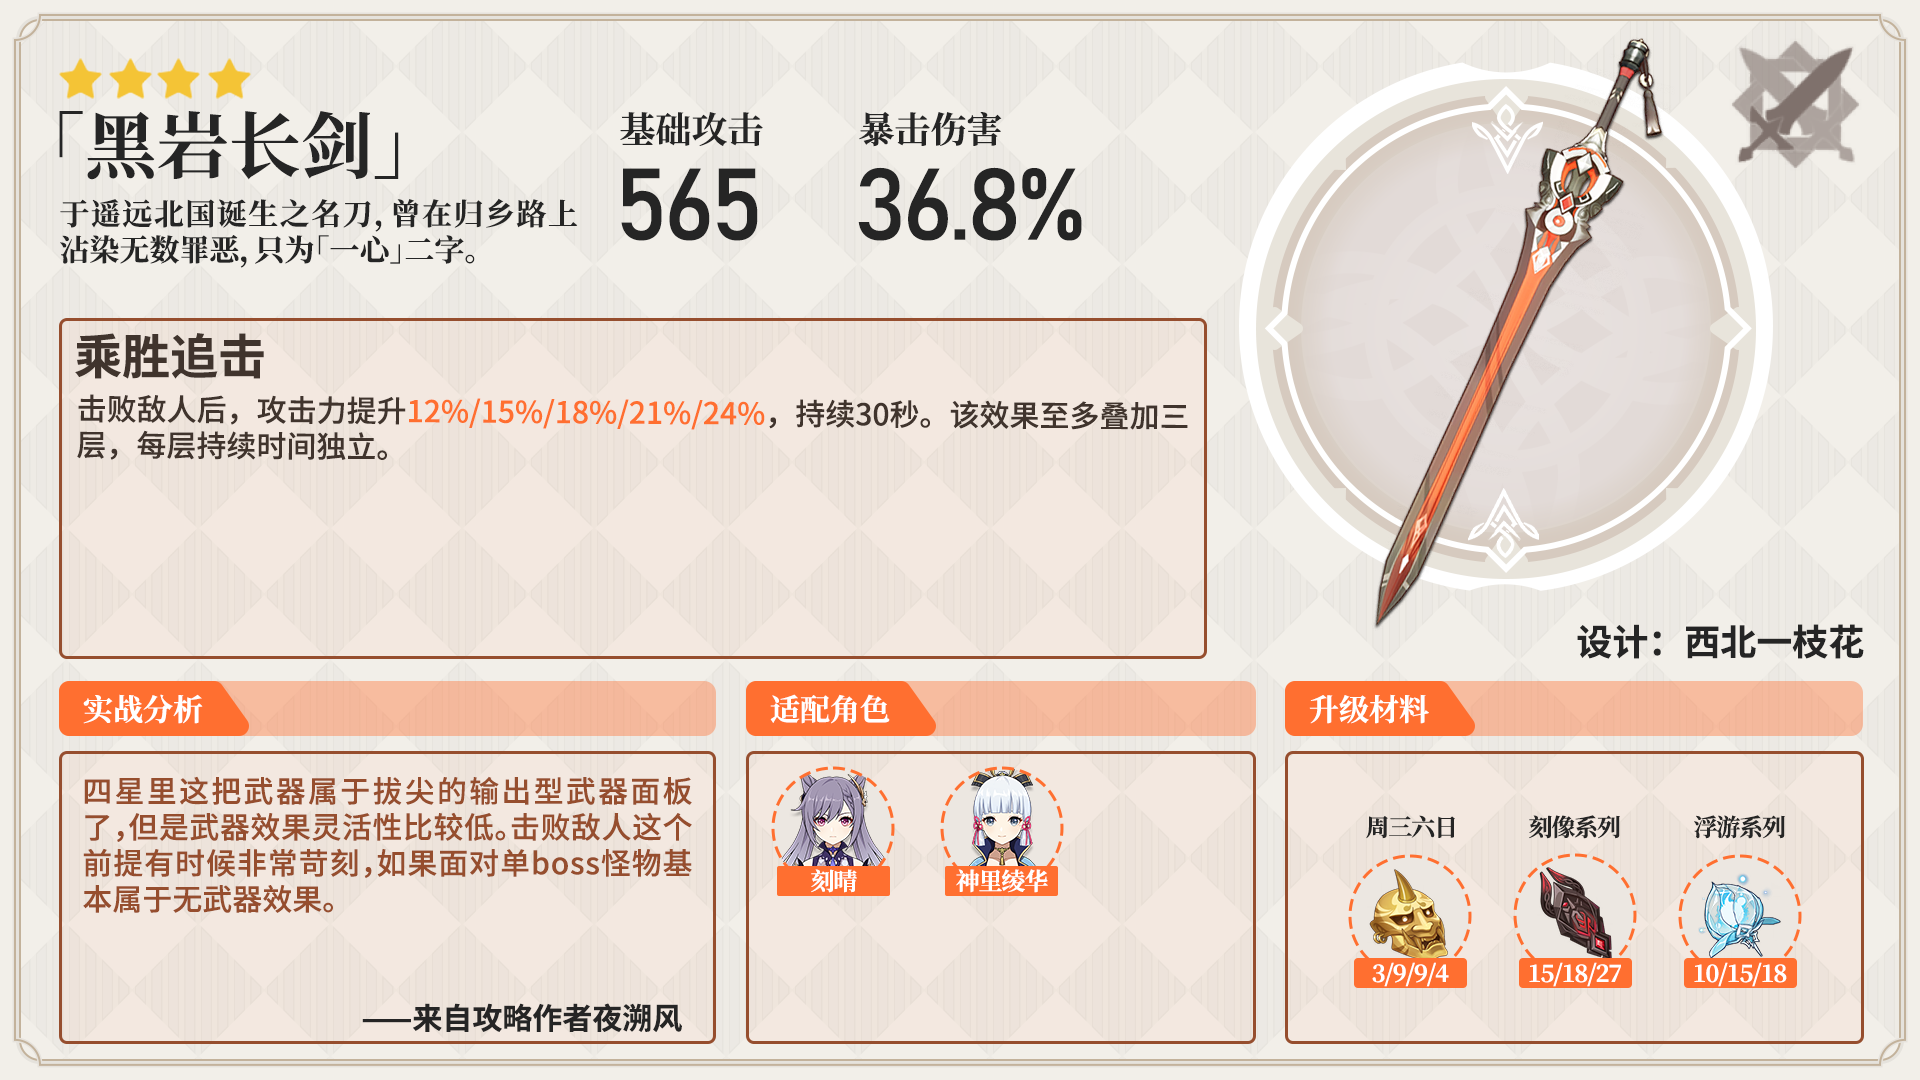 「黑岩长剑」
于遥远北国诞生之名刀，曾在归乡路上
沾染无数罪恶，只为「一心」二字。
基础攻击
565
暴击伤害
36.8%
乘胜追击
击败敌人后，攻击力提升12%/15%/18%/21%/24%，持续30秒。该效果至多叠加三
层，每层持续时间独立。
设计：西北一枝花
实战分析
四星里这把武器属于拔尖的输出型武器面板
了，但是武器效果灵活性比较低。击败敌人这个
前提有时候非常苛刻，如果面对单boss怪物基
本属于无武器效果。
——来自攻略作者夜溯风
适配角色
刻晴
神里绫华
升级材料
周三六日
3/9/9/4
刻像系列
15/18/27
浮游系列
10/15/18